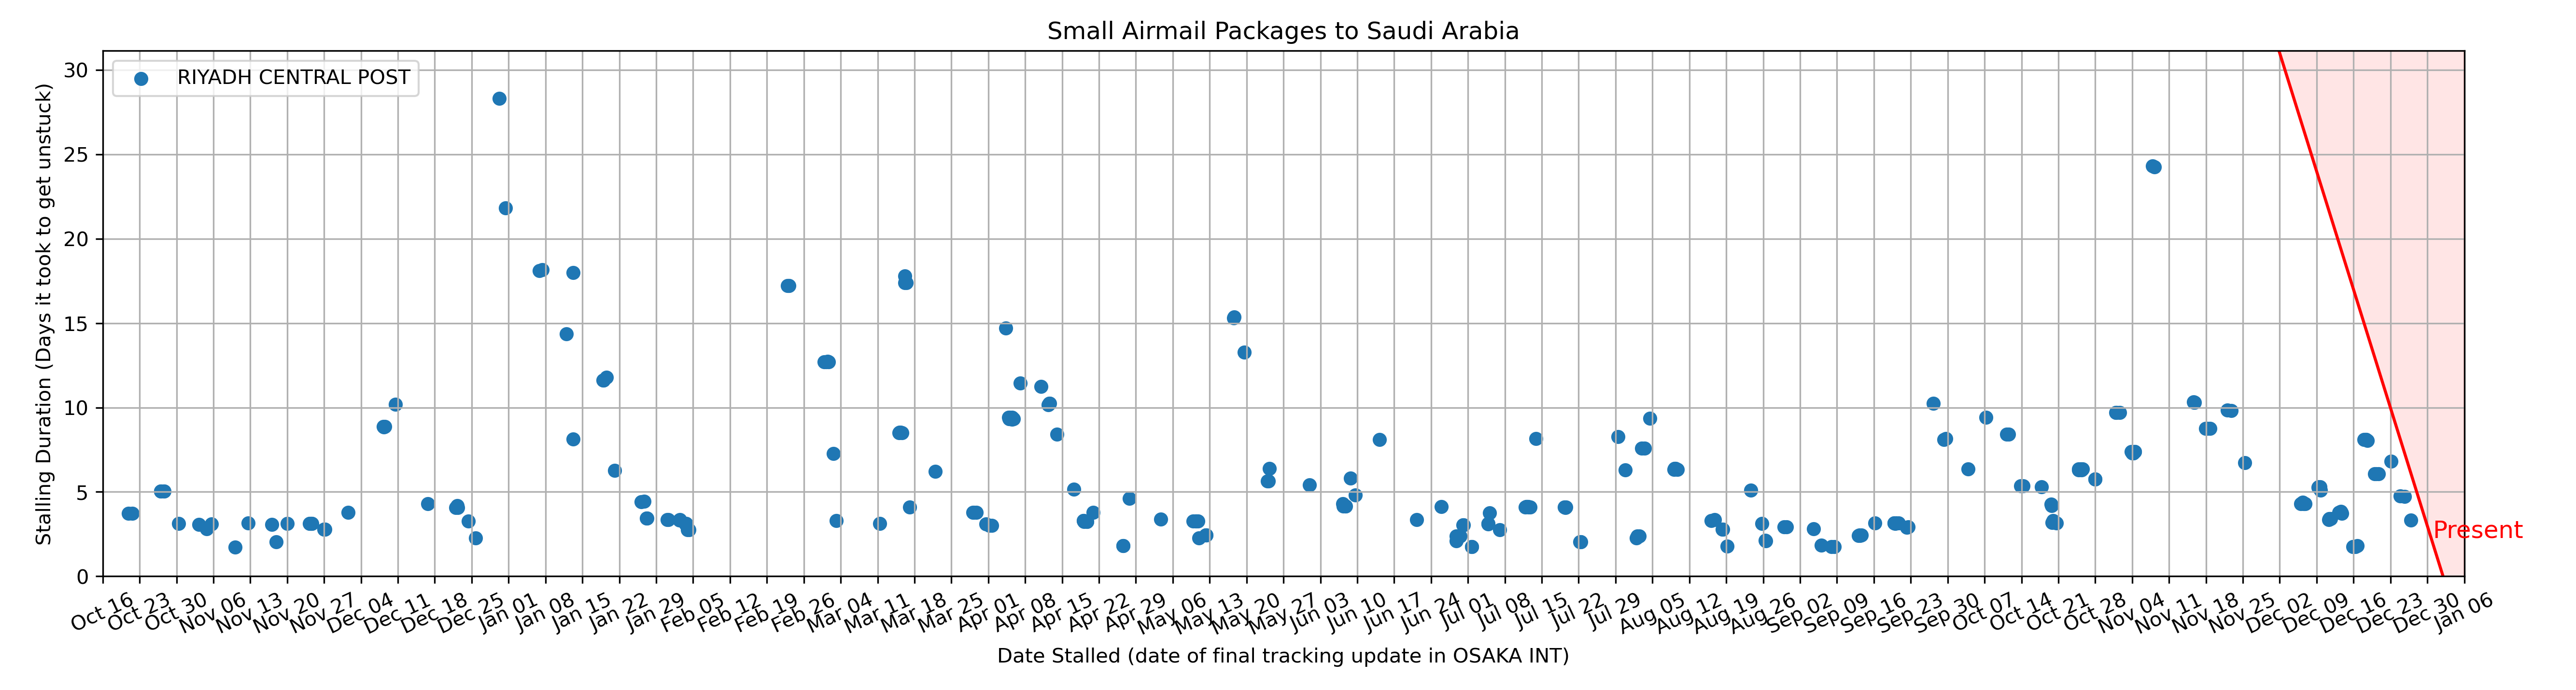 Small Airmail Packages to Saudi Arabia
RIYADH CENTRAL POST
Stalling Duration (Days it took to get unstuck)
30
25
20
15
10
5
0
Present
Oct 16
Oct 23
Oct 30
Nov 06
Nov 13
Nov 20
Nov 27
Dec 04
Dec 11
Dec 18
Dec 25
Jan 01
Jan 08
Jan 15
Jan 22
Jan 29
Feb 05
Feb 12
Feb 19
Feb 26
Mar 04
Mar 11
Mar 18
Mar 25
Apr 01
Apr 08
Apr 15
Apr 22
Apr 29
May 06
May 13
May 20
May 27
Jun 03
Jun 10
Jun 17
Jun 24
Jul 01
Jul 08
Jul 15
Jul 22
Jul 29
Aug 05
Aug 12
Aug 19
Aug 26
Sep 02
Sep 09
Sep 16
Sep 23
Sep 30
Oct 07
Oct 14
Oct 21
Oct 28
Nov 04
Nov 11
Nov 18
Nov 25
Dec 02
Dec 09
Dec 16
Dec 23
Dec 30
Jan 06
Date Stalled (date of final tracking update in OSAKA INT)